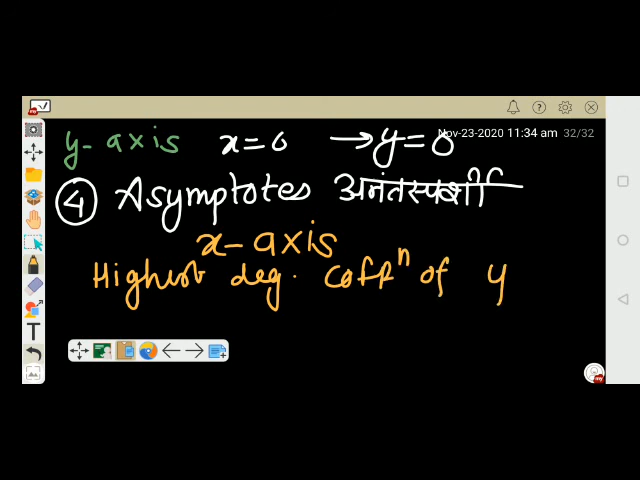 Nov-23-2020 11:34 am 32/32
y-axis x=0 → y=0
④ Asymptotes अनंतस्पर्शी
x-axis
Highest deg. Coffⁿ of y
T